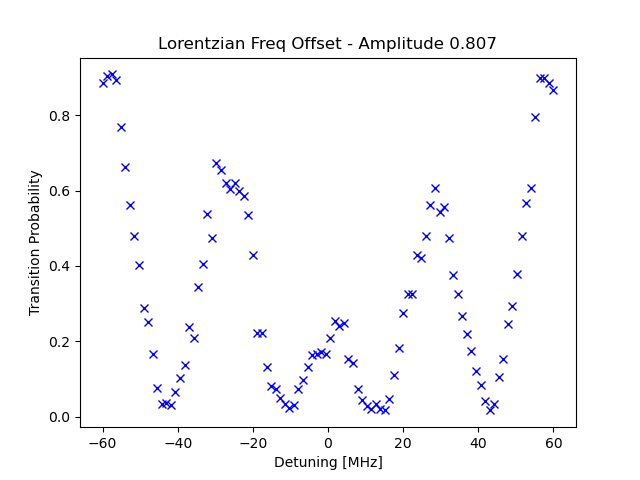 Lorentzian Freq Offset - Amplitude 0.807
Transition Probability
0.8
0.6
0.4
0.2
0.0
−60 −40 −20 0 20 40 60
Detuning [MHz]